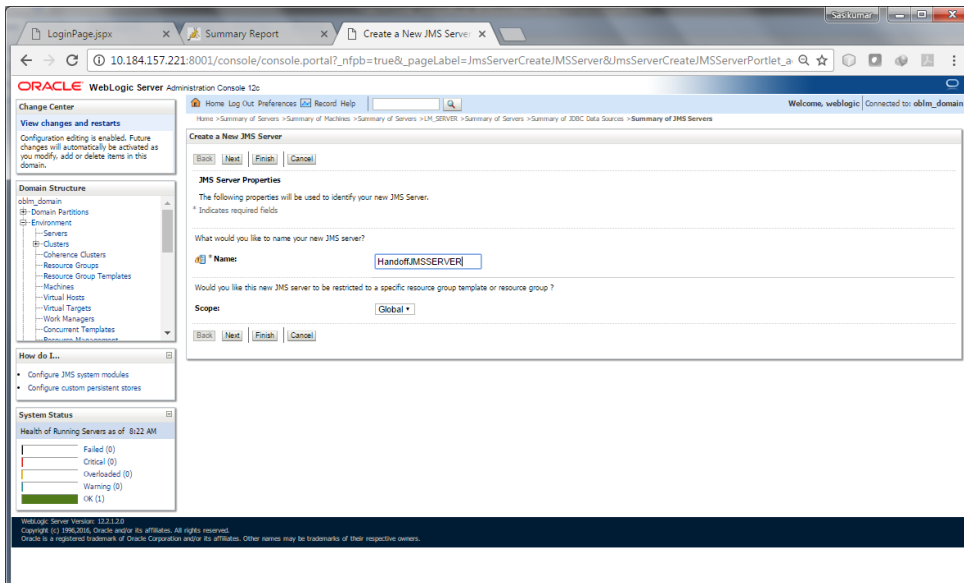 Sasikumar
LoginPage.jspx
Summary Report
Create a New JMS Server
10.184.157.221:8001/console/console.portal?_nfpb=true&_pageLabel=JmsServerCreateJMSServer&JmsServerCreateJMSServerPortlet_a
ORACLE WebLogic Server Administration Console 12c
Change Center
View changes and restarts
Configuration editing is enabled. Future
changes will automatically be activated as
you modify, add or delete items in this
domain.
Domain Structure
oblm_domain
Domain Partitions
Environment
Servers
Clusters
Coherence Clusters
Resource Groups
Resource Group Templates
Machines
Virtual Hosts
Virtual Targets
Work Managers
Concurrent Templates
Resource Management
How do I...
Configure JMS system modules
Configure custom persistent stores
System Status
Health of Running Servers as of 8:22 AM
Failed (0)
Critical (0)
Overloaded (0)
Warning (0)
OK (1)
Home Log Out Preferences Record Help
Welcome, weblogic Connected to: oblm_domain
Home >Summary of Servers >Summary of Machines >Summary of Servers >LM_SERVER >Summary of Servers >Summary of JDBC Data Sources >Summary of JMS Servers
Create a New JMS Server
Back Next Finish Cancel
JMS Server Properties
The following properties will be used to identify your new JMS Server.
* Indicates required fields
What would you like to name your new JMS server?
* Name: HandoffJMSSERVER
Would you like this new JMS server to be restricted to a specific resource group template or resource group ?
Scope: Global
Back Next Finish Cancel
WebLogic Server Version: 12.2.1.2.0
Copyright (c) 1996,2016, Oracle and/or its affiliates. All rights reserved.
Oracle is a registered trademark of Oracle Corporation and/or its affiliates. Other names may be trademarks of their respective owners.